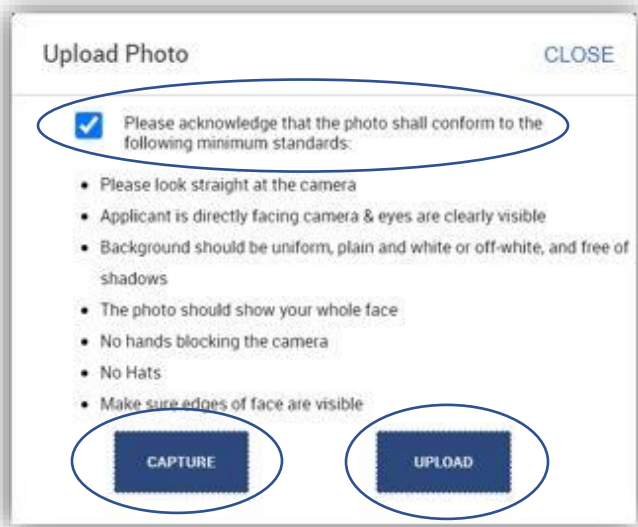 Upload Photo CLOSE
Please acknowledge that the photo shall conform to the
following minimum standards:
• Please look straight at the camera
• Applicant is directly facing camera & eyes are clearly visible
• Background should be uniform, plain and white or off-white, and free of
shadows
• The photo should show your whole face
• No hands blocking the camera
• No Hats
• Make sure edges of face are visible
CAPTURE UPLOAD